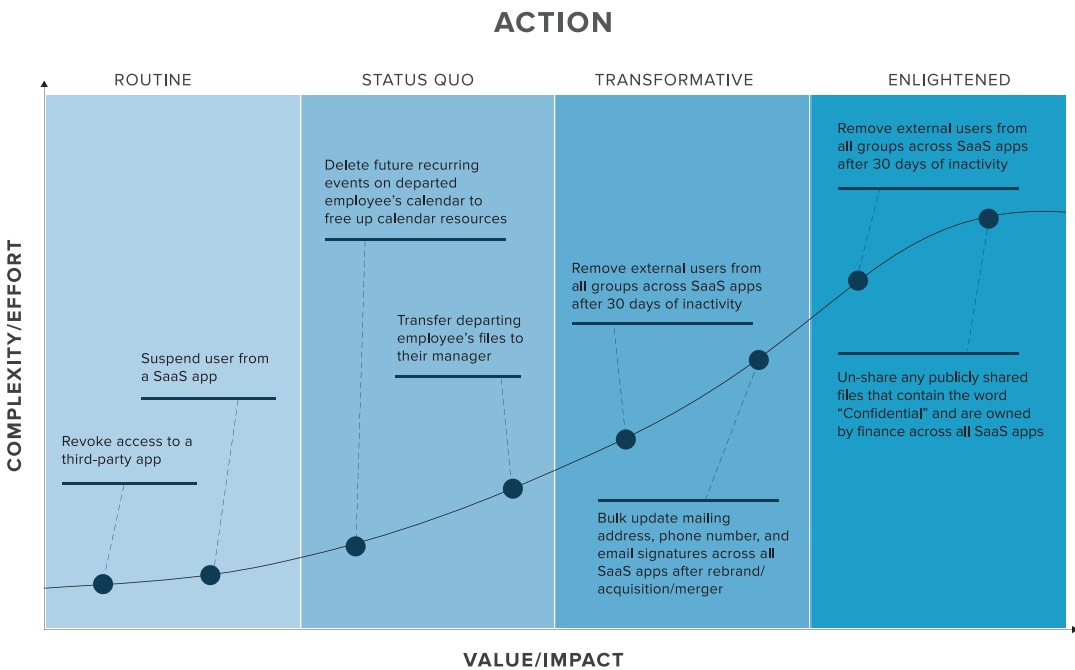 ACTION
ROUTINE
STATUS QUO
TRANSFORMATIVE
ENLIGHTENED
COMPLEXITY/EFFORT
Revoke access to a
third-party app
Suspend user from
a SaaS app
Delete future recurring
events on departed
employee’s calendar to
free up calendar resources
Transfer departing
employee’s files to
their manager
Remove external users from
all groups across SaaS apps
after 30 days of inactivity
Bulk update mailing
address, phone number, and
email signatures across all
SaaS apps after rebrand/
acquisition/merger
Remove external users from
all groups across SaaS apps
after 30 days of inactivity
Un-share any publicly shared
files that contain the word
“Confidential” and are owned
by finance across all SaaS apps
VALUE/IMPACT